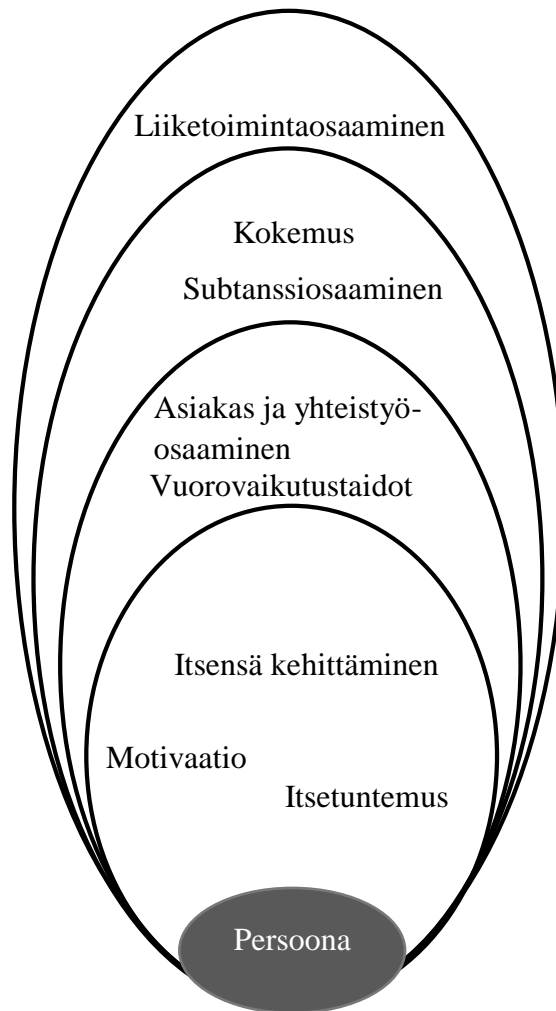 Liiketoimintaosaaminen
Kokemus
Subtanssiosaaminen
Asiakas ja yhteistyö-
osaaminen
Vuorovaikutustaidot
Itsensä kehittäminen
Motivaatio
Itsetuntemus
Persoona